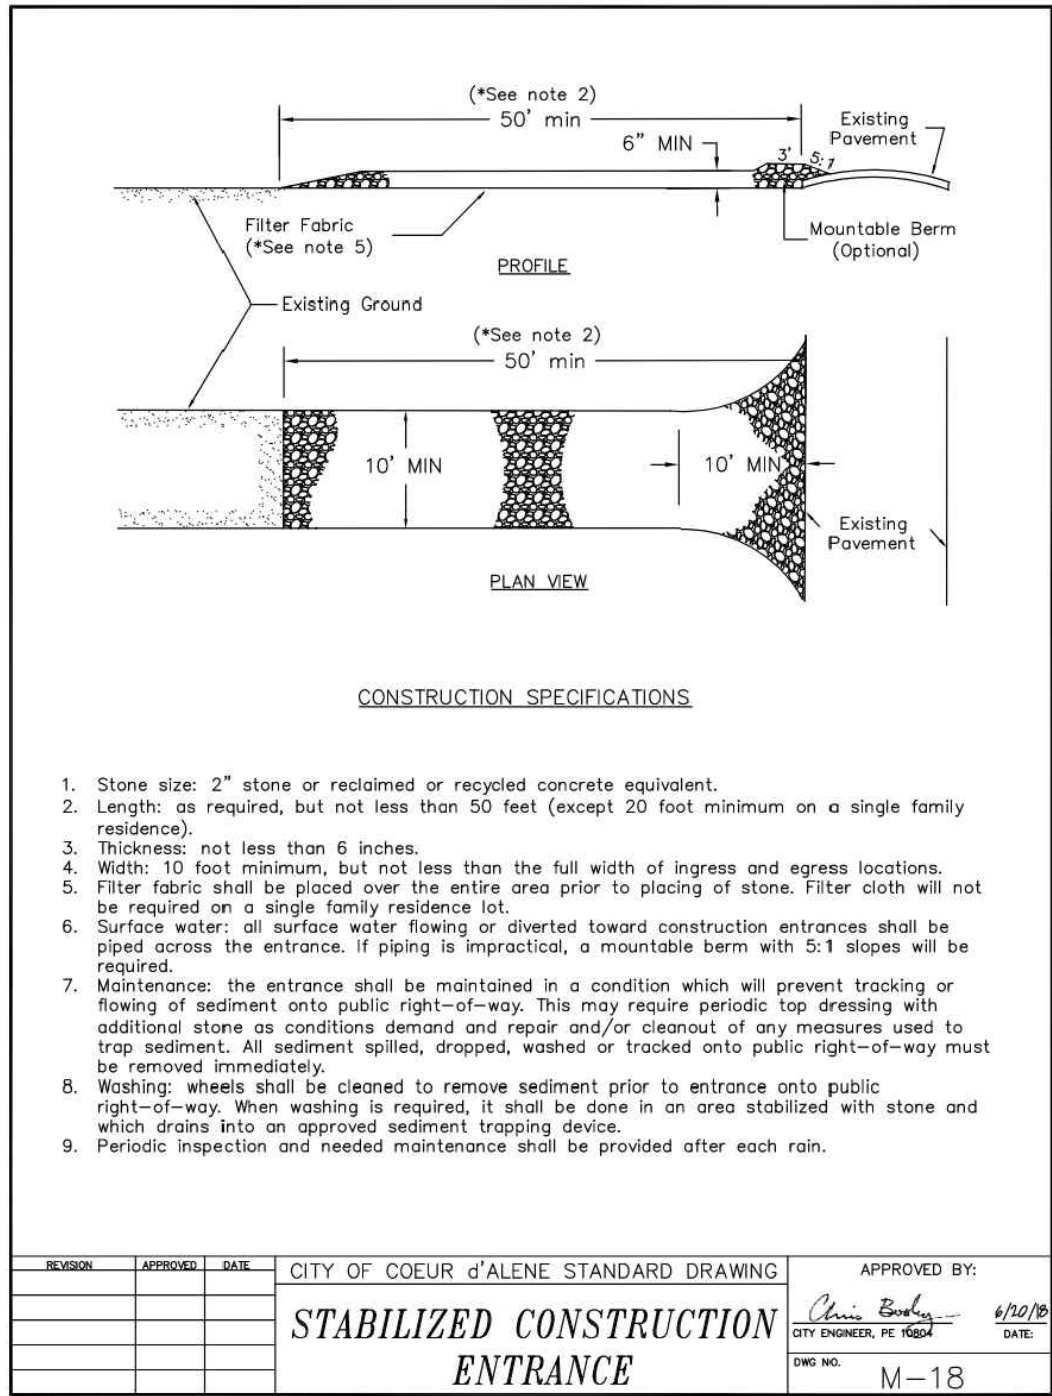 (*See note 2)
50' min
6" MIN
3'
5:1
Existing
Pavement
Filter Fabric
(*See note 5)
Mountable Berm
(Optional)
PROFILE
Existing Ground
(*See note 2)
50' min
10' MIN
10' MIN
Existing
Pavement
PLAN VIEW
CONSTRUCTION SPECIFICATIONS
1. Stone size: 2" stone or reclaimed or recycled concrete equivalent.
2. Length: as required, but not less than 50 feet (except 20 foot minimum on a single family
residence).
3. Thickness: not less than 6 inches.
4. Width: 10 foot minimum, but not less than the full width of ingress and egress locations.
5. Filter fabric shall be placed over the entire area prior to placing of stone. Filter cloth will not
be required on a single family residence lot.
6. Surface water: all surface water flowing or diverted toward construction entrances shall be
piped across the entrance. If piping is impractical, a mountable berm with 5:1 slopes will be
required.
7. Maintenance: the entrance shall be maintained in a condition which will prevent tracking or
flowing of sediment onto public right-of-way. This may require periodic top dressing with
additional stone as conditions demand and repair and/or cleanout of any measures used to
trap sediment. All sediment spilled, dropped, washed or tracked onto public right-of-way must
be removed immediately.
8. Washing: wheels shall be cleaned to remove sediment prior to entrance onto public
right-of-way. When washing is required, it shall be done in an area stabilized with stone and
which drains into an approved sediment trapping device.
9. Periodic inspection and needed maintenance shall be provided after each rain.
REVISION APPROVED DATE
CITY OF COEUR d'ALENE STANDARD DRAWING
STABILIZED CONSTRUCTION
ENTRANCE
APPROVED BY:
Chris Bosley 6/20/18
CITY ENGINEER, PE 10804 DATE:
DWG NO.
M-18